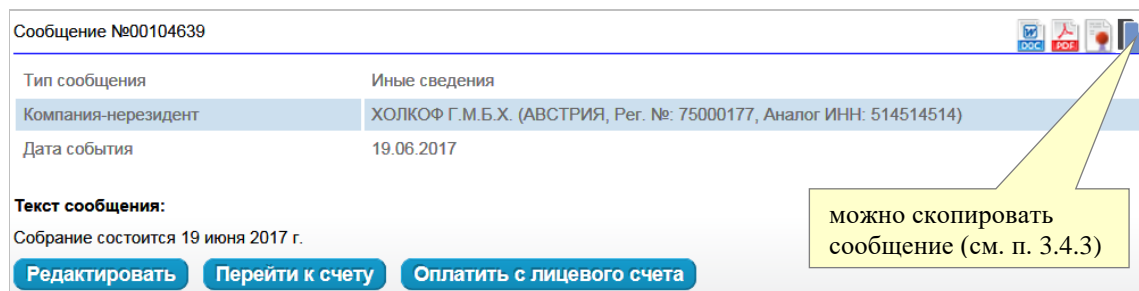 Сообщение №00104639
DOC PDF
Тип сообщения Иные сведения
Компания-нерезидент ХОЛКОФ Г.М.Б.Х. (АВСТРИЯ, Рег. №: 75000177, Аналог ИНН: 514514514)
Дата события 19.06.2017
Текст сообщения:
Собрание состоится 19 июня 2017 г.
можно скопировать
сообщение (см. п. 3.4.3)
Редактировать Перейти к счету Оплатить с лицевого счета